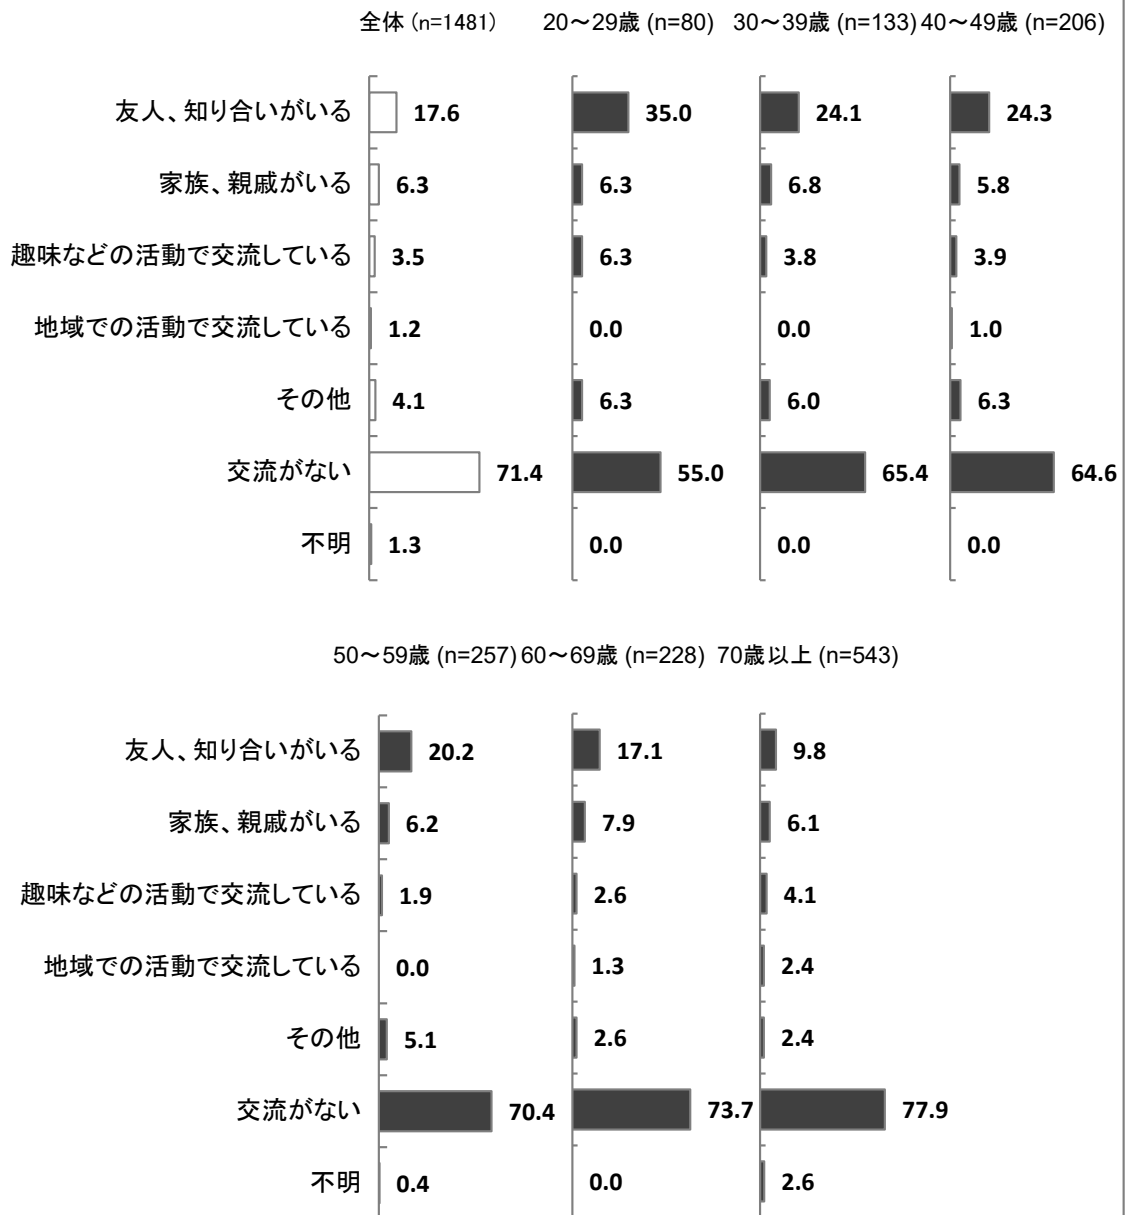 全体 (n=1481) 20～29歳 (n=80) 30～39歳 (n=133) 40～49歳 (n=206)
友人、知り合いがいる 17.6 35.0 24.1 24.3
家族、親戚がいる 6.3 6.3 6.8 5.8
趣味などの活動で交流している 3.5 6.3 3.8 3.9
地域での活動で交流している 1.2 0.0 0.0 1.0
その他 4.1 6.3 6.0 6.3
交流がない 71.4 55.0 65.4 64.6
不明 1.3 0.0 0.0 0.0
50～59歳 (n=257) 60～69歳 (n=228) 70歳以上 (n=543)
友人、知り合いがいる 20.2 17.1 9.8
家族、親戚がいる 6.2 7.9 6.1
趣味などの活動で交流している 1.9 2.6 4.1
地域での活動で交流している 0.0 1.3 2.4
その他 5.1 2.6 2.4
交流がない 70.4 73.7 77.9
不明 0.4 0.0 2.6